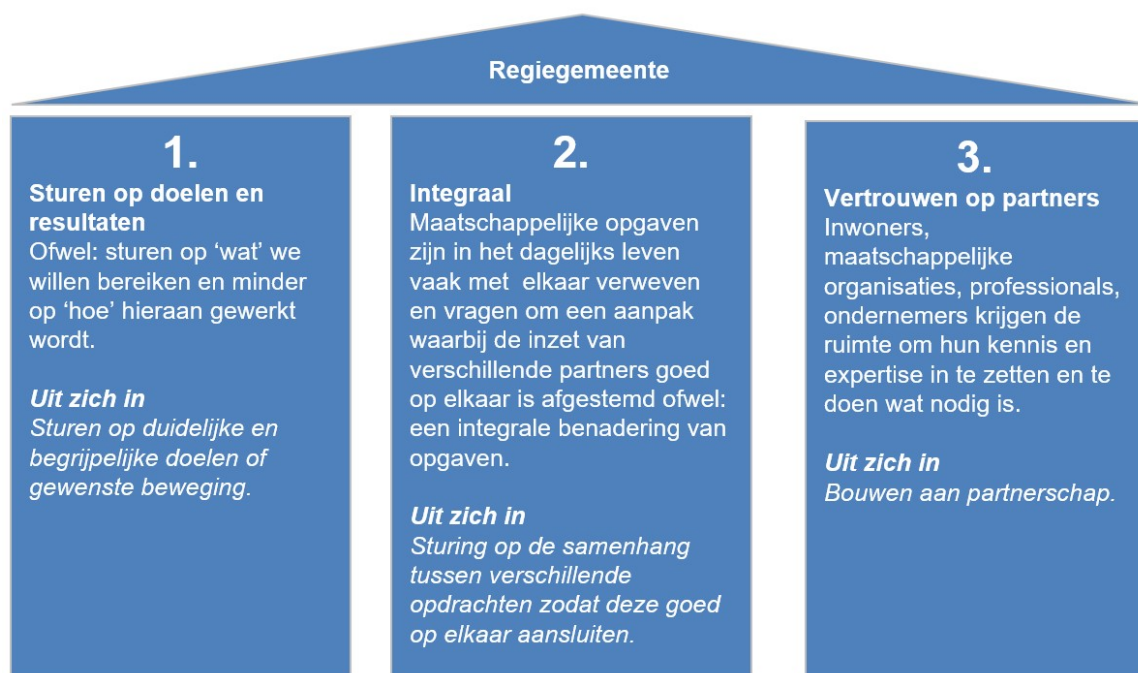 Regiegemeente
1.
Sturen op doelen en
resultaten
Ofwel: sturen op ‘wat’ we
willen bereiken en minder
op ‘hoe’ hieraan gewerkt
wordt.
Uit zich in
Sturen op duidelijke en
begrijpelijke doelen of
gewenste beweging.
2.
Integraal
Maatschappelijke opgaven
zijn in het dagelijks leven
vaak met  elkaar verweven
en vragen om een aanpak
waarbij de inzet van
verschillende partners goed
op elkaar is afgestemd ofwel:
een integrale benadering van
opgaven.
Uit zich in
Sturing op de samenhang
tussen verschillende
opdrachten zodat deze goed
op elkaar aansluiten.
3.
Vertrouwen op partners
Inwoners,
maatschappelijke
organisaties, professionals,
ondernemers krijgen de
ruimte om hun kennis en
expertise in te zetten en te
doen wat nodig is.
Uit zich in
Bouwen aan partnerschap.